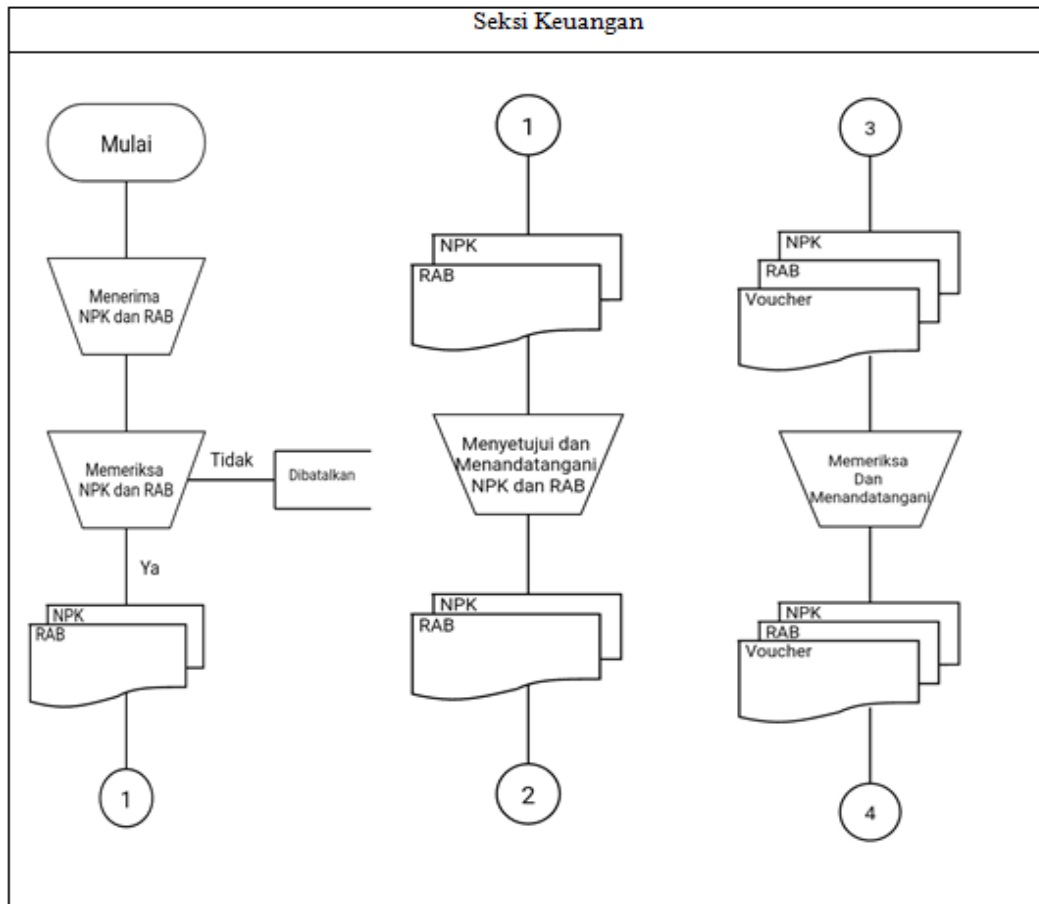 Seksi Keuangan
Mulai
Menerima
NPK dan RAB
Memeriksa
NPK dan RAB
Tidak
Dibatalkan
Ya
NPK
RAB
1
1
NPK
RAB
Menyetujui dan
Menandatangani
NPK dan RAB
NPK
RAB
2
3
NPK
RAB
Voucher
Memeriksa
Dan
Menandatangani
NPK
RAB
Voucher
4